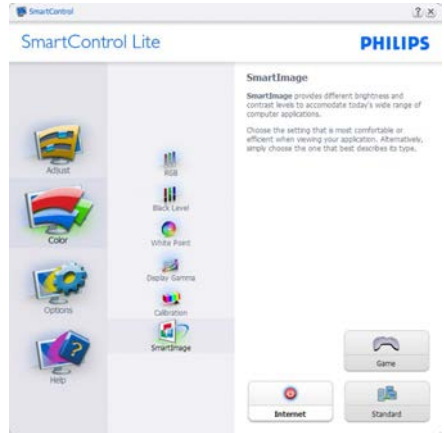 SmartControl
SmartControl Lite
PHILIPS
Adjust
Color
Options
Help
RGB
Black Level
White Point
Display Gamma
Calibration
SmartImage
SmartImage
SmartImage provides different brightness and
contrast levels to accomodate today's wide range of
computer applications.
Choose the setting that is most comfortable or
efficient when viewing your application. Alternatively,
simply choose the one that best describes its type.
Game
Internet
Standard